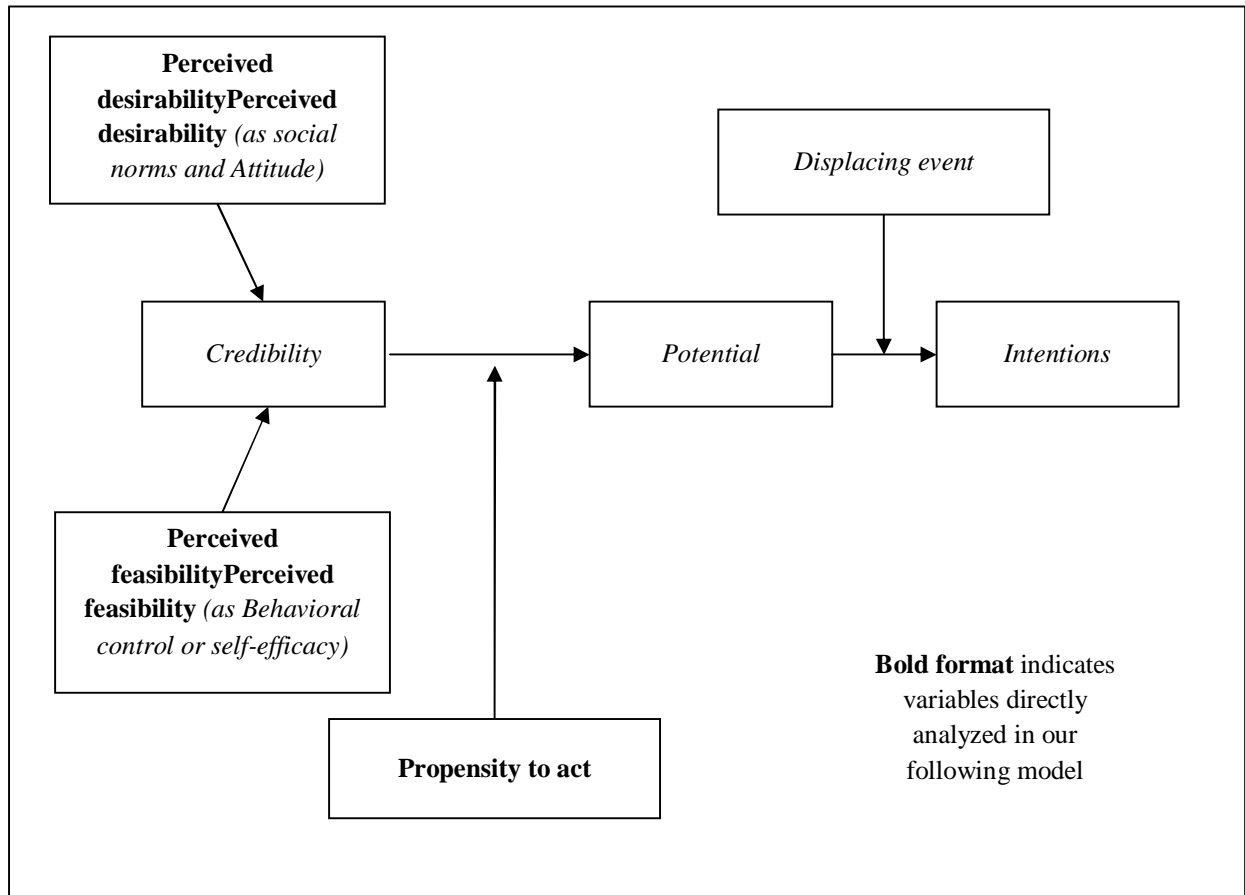 Perceived
desirabilityPerceived
desirability (as social
norms and Attitude)
Displacing event
Credibility
Potential
Intentions
Perceived
feasibilityPerceived
feasibility (as Behavioral
control or self-efficacy)
Propensity to act
Bold format indicates
variables directly
analyzed in our
following model